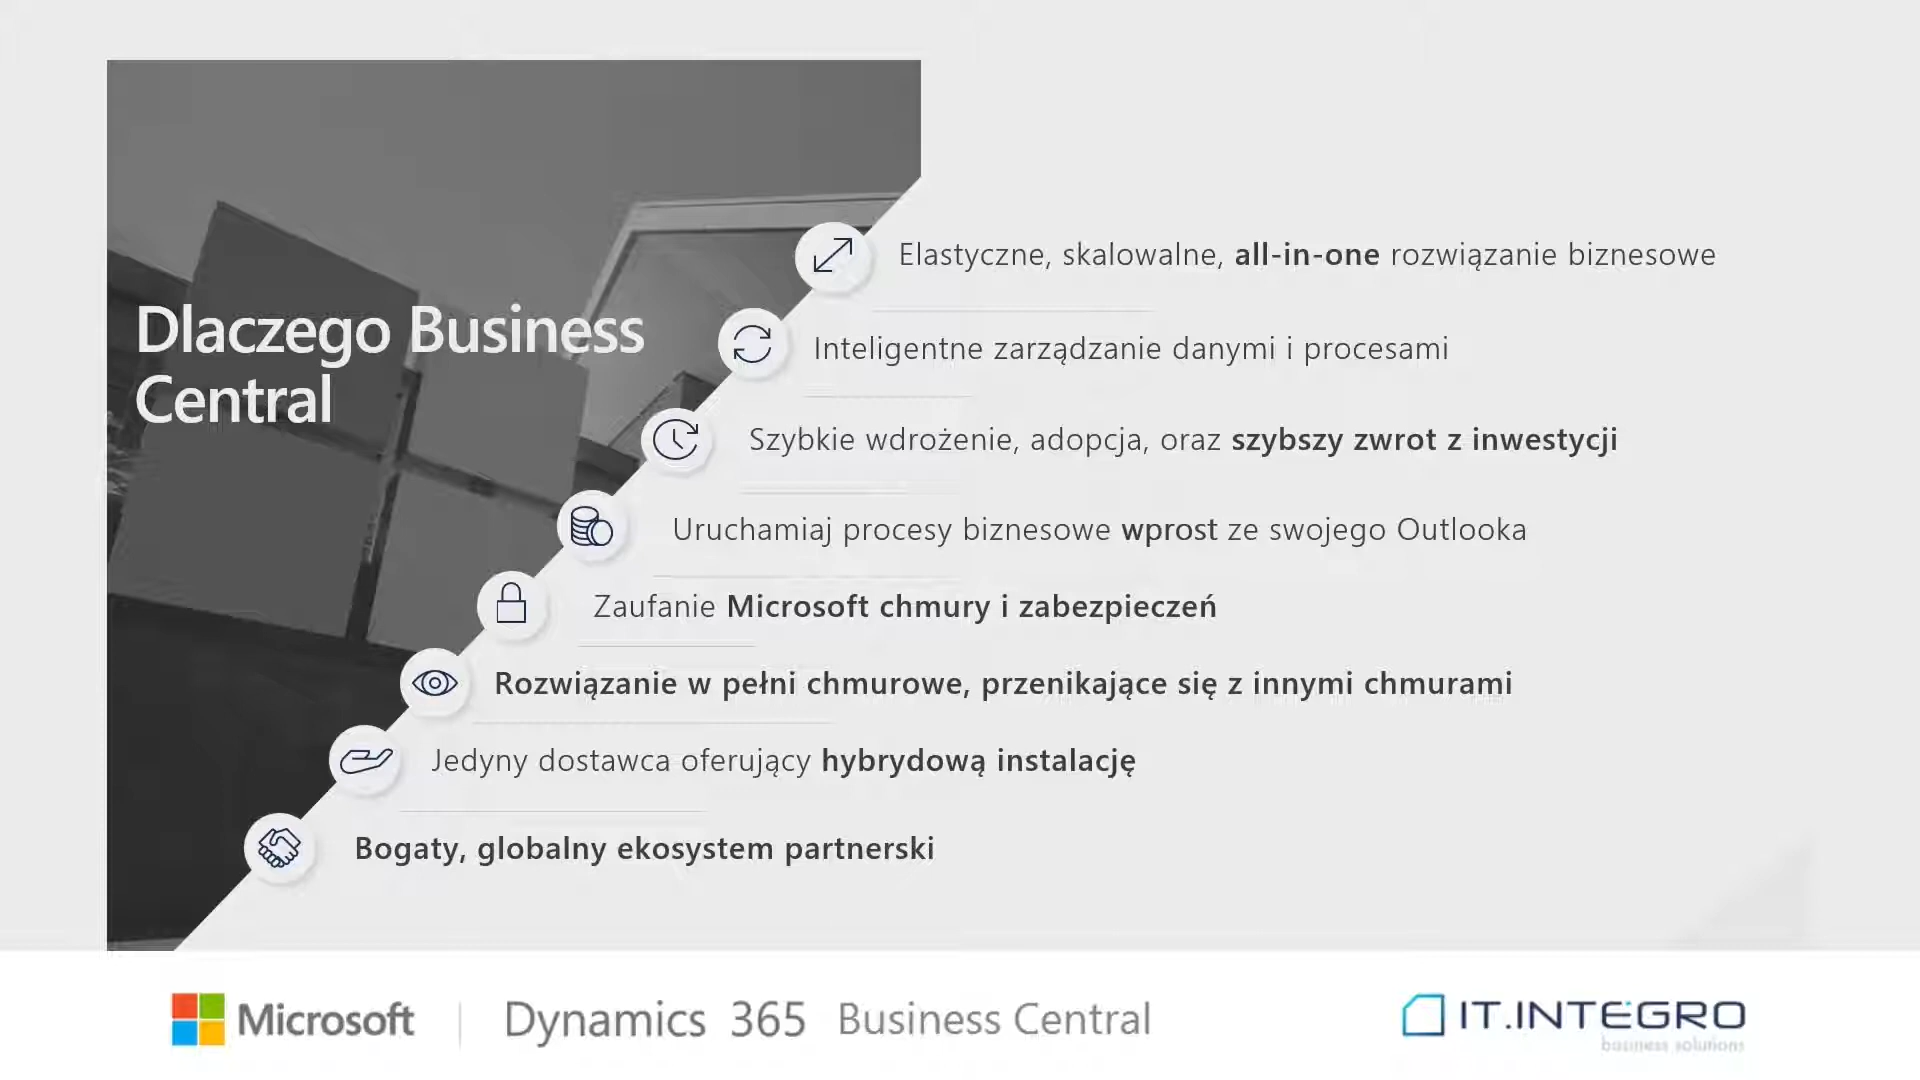 Dlaczego Business
Central
Elastyczne, skalowalne, all-in-one rozwiązanie biznesowe
Inteligentne zarządzanie danymi i procesami
Szybkie wdrożenie, adopcja, oraz szybszy zwrot z inwestycji
Uruchamiaj procesy biznesowe wprost ze swojego Outlooka
Zaufanie Microsoft chmury i zabezpieczeń
Rozwiązanie w pełni chmurowe, przenikające się z innymi chmurami
Jedyny dostawca oferujący hybrydową instalację
Bogaty, globalny ekosystem partnerski
Microsoft Dynamics 365 Business Central
IT.INTEGRO
business solutions